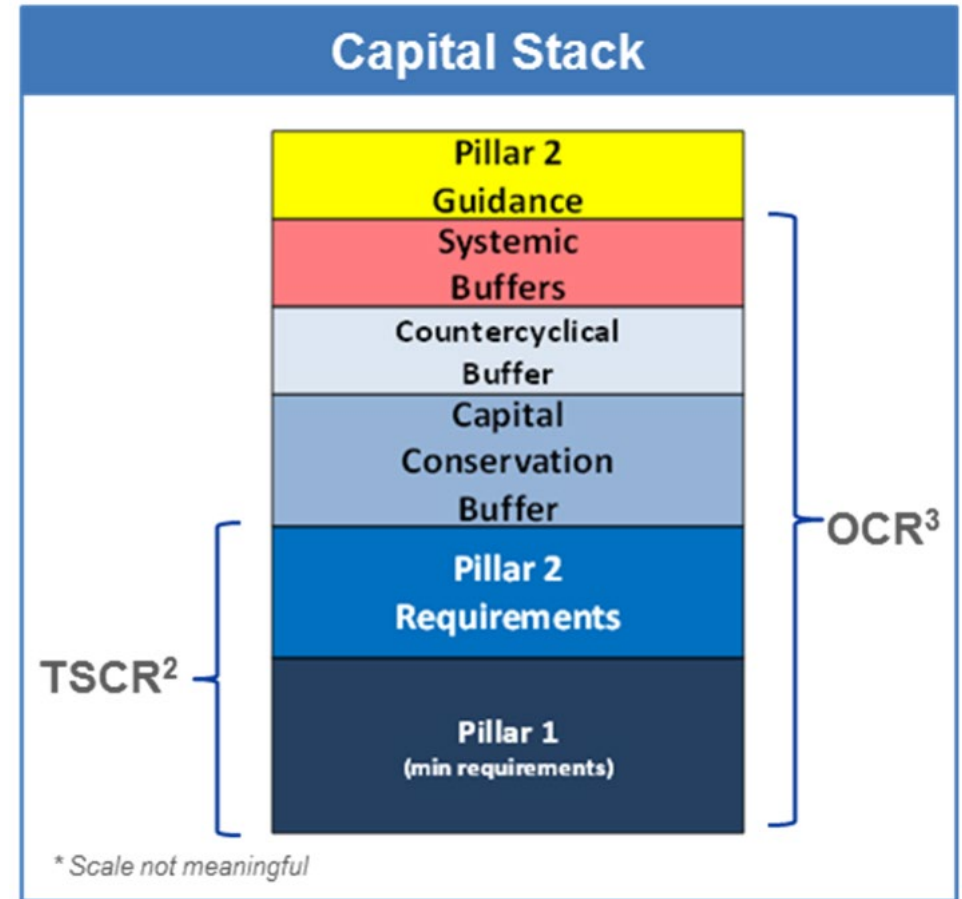 Capital Stack
Pillar 2
Guidance
Systemic
Buffers
Countercyclical
Buffer
Capital
Conservation
Buffer
OCR³
Pillar 2
Requirements
TSCR²
Pillar 1
(min requirements)
* Scale not meaningful